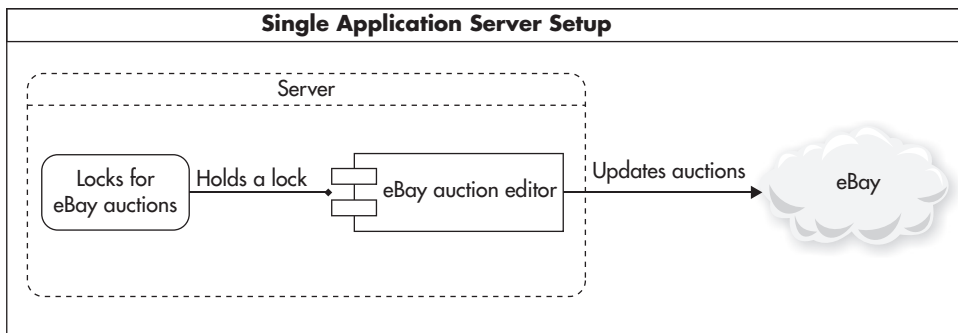 Single Application Server Setup
Server
Locks for
eBay auctions
Holds a lock
eBay auction editor
Updates auctions
eBay